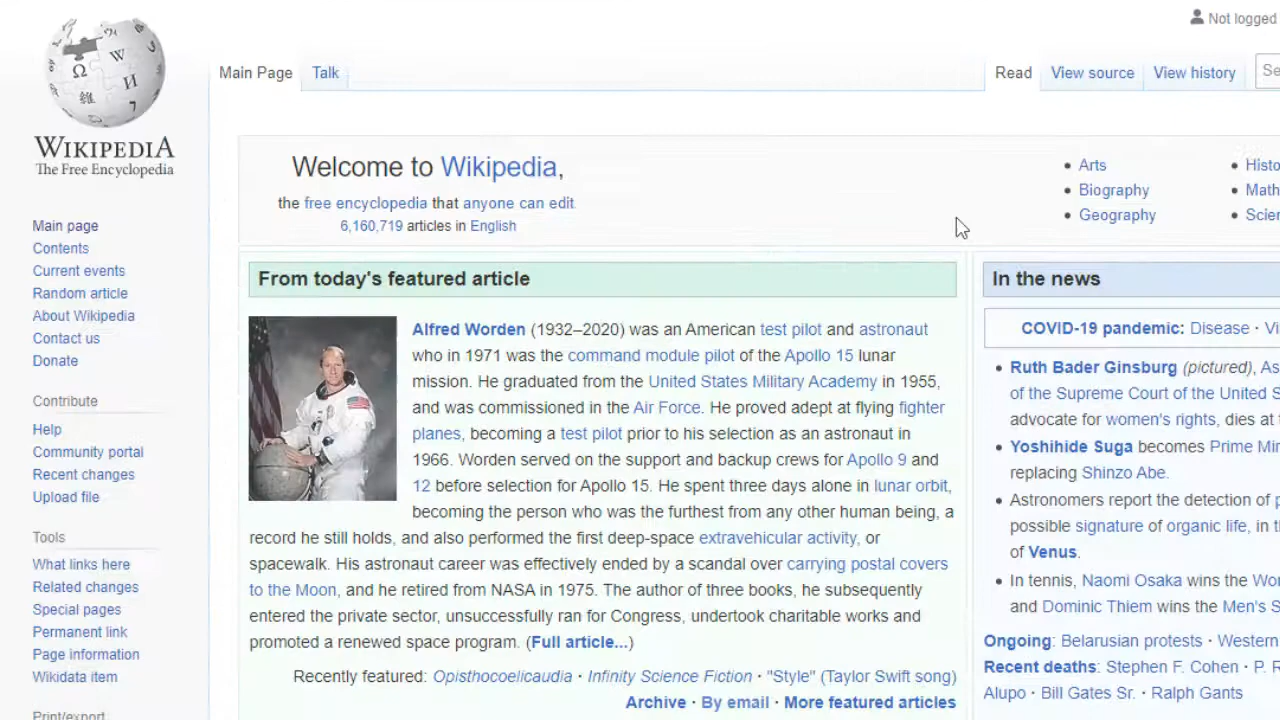 Not logged
WIKIPEDIA
The Free Encyclopedia
Main Page
Talk
Read
View source
View history
Se
Main page
Contents
Current events
Random article
About Wikipedia
Contact us
Donate
Contribute
Help
Community portal
Recent changes
Upload file
Tools
What links here
Related changes
Special pages
Permanent link
Page information
Wikidata item
Print/export
Welcome to Wikipedia,
the free encyclopedia that anyone can edit.
6,160,719 articles in English
• Arts
• Biography
• Geography
• Histo
• Math
• Scien
From today's featured article
Alfred Worden (1932–2020) was an American test pilot and astronaut
who in 1971 was the command module pilot of the Apollo 15 lunar
mission. He graduated from the United States Military Academy in 1955,
and was commissioned in the Air Force. He proved adept at flying fighter
planes, becoming a test pilot prior to his selection as an astronaut in
1966. Worden served on the support and backup crews for Apollo 9 and
12 before selection for Apollo 15. He spent three days alone in lunar orbit,
becoming the person who was the furthest from any other human being, a
record he still holds, and also performed the first deep-space extravehicular activity, or
spacewalk. His astronaut career was effectively ended by a scandal over carrying postal covers
to the Moon, and he retired from NASA in 1975. The author of three books, he subsequently
entered the private sector, unsuccessfully ran for Congress, undertook charitable works and
promoted a renewed space program. (Full article...)
Recently featured: Opisthocoelicaudia · Infinity Science Fiction · "Style" (Taylor Swift song)
Archive · By email · More featured articles
In the news
COVID-19 pandemic: Disease · Vi
• Ruth Bader Ginsburg (pictured), As
of the Supreme Court of the United S
advocate for women's rights, dies at
• Yoshihide Suga becomes Prime Min
replacing Shinzo Abe.
• Astronomers report the detection of p
possible signature of organic life, in t
of Venus.
• In tennis, Naomi Osaka wins the Wo
and Dominic Thiem wins the Men's S
Ongoing: Belarusian protests · Western
Recent deaths: Stephen F. Cohen · P. R
Alupo · Bill Gates Sr. · Ralph Gants